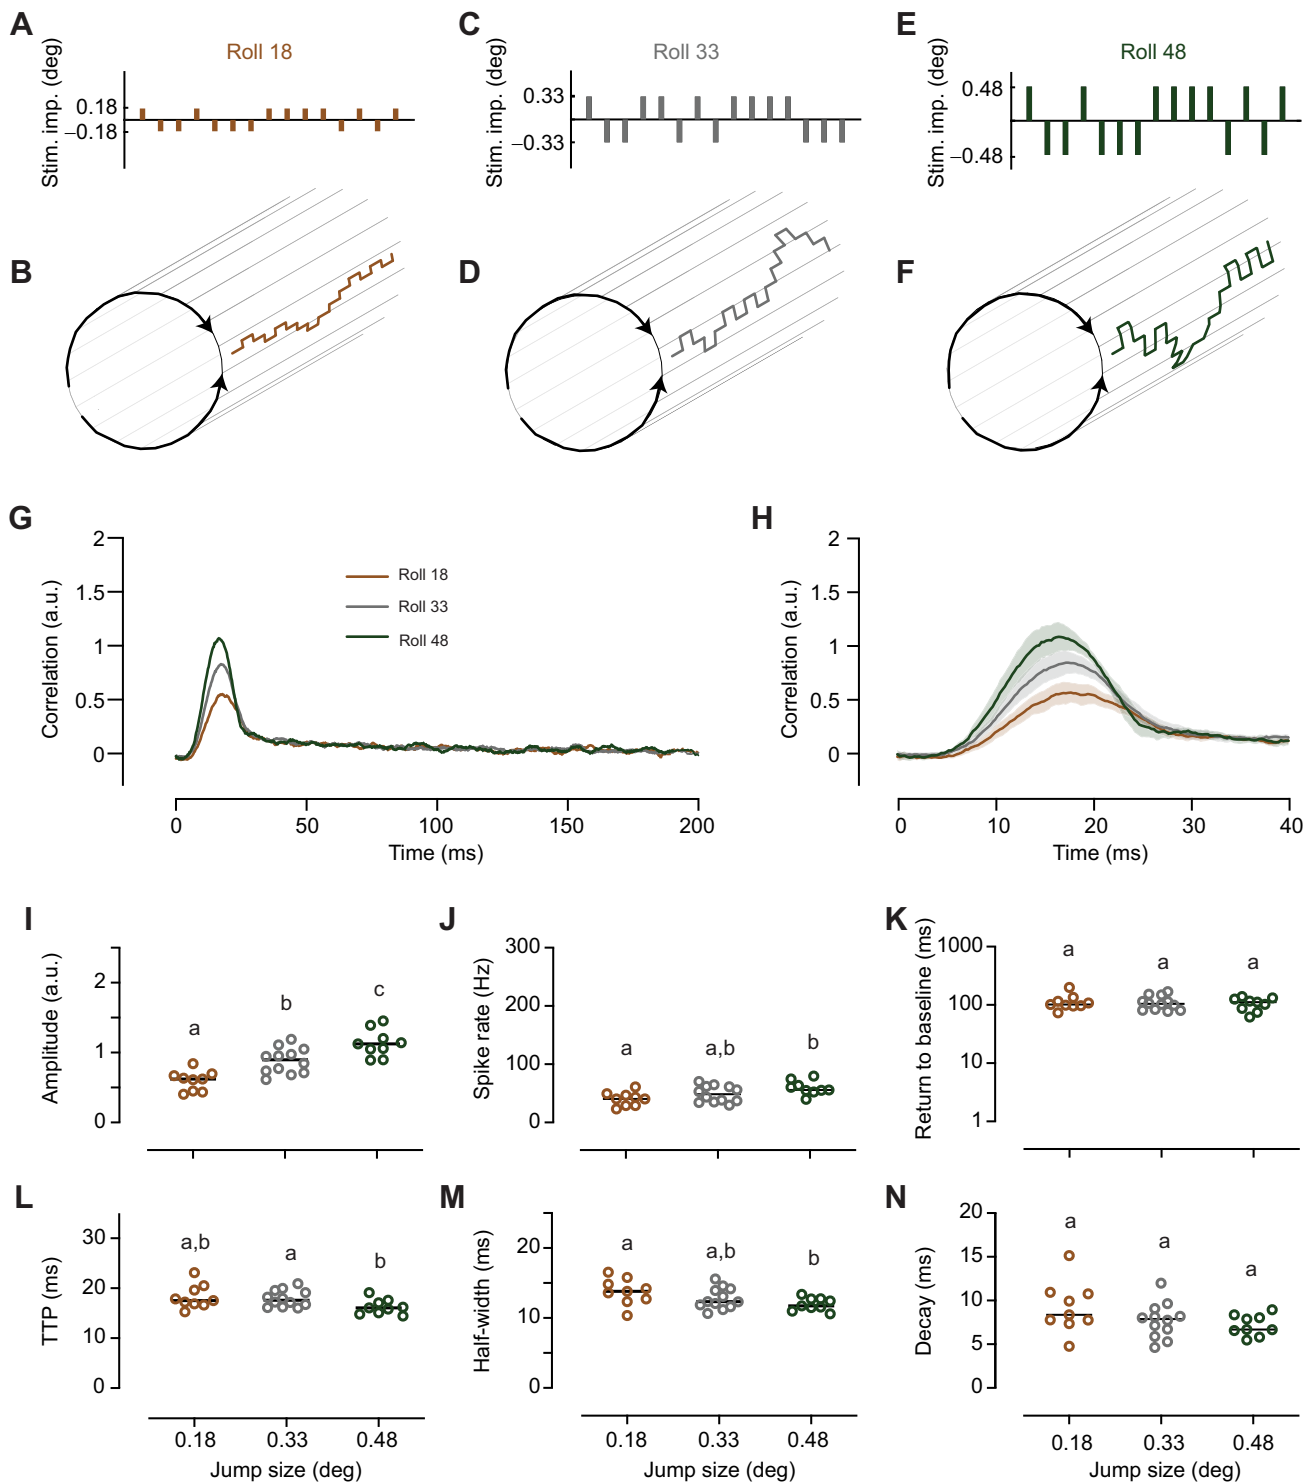 A
C
E
Roll 18
Roll 33
Roll 48
Stim. imp. (deg)
0.18
−0.18
Stim. imp. (deg)
0.33
−0.33
Stim. imp. (deg)
0.48
−0.48
B
D
F
G
Correlation (a.u.)
2
1.5
1
0.5
0
Roll 18
Roll 33
Roll 48
0
50
100
150
200
Time (ms)
H
Correlation (a.u.)
2
1.5
1
0.5
0
0
10
20
30
40
Time (ms)
I
Amplitude (a.u.)
2
1
0
a
b
c
J
Spike rate (Hz)
300
200
100
0
a
a,b
b
K
Return to baseline (ms)
1000
100
10
1
a
a
a
L
TTP (ms)
30
20
10
0
a,b
a
b
0.18
0.33
0.48
Jump size (deg)
M
Half-width (ms)
20
10
0
a
a,b
b
0.18
0.33
0.48
Jump size (deg)
N
Decay (ms)
20
15
10
5
0
a
a
a
0.18
0.33
0.48
Jump size (deg)